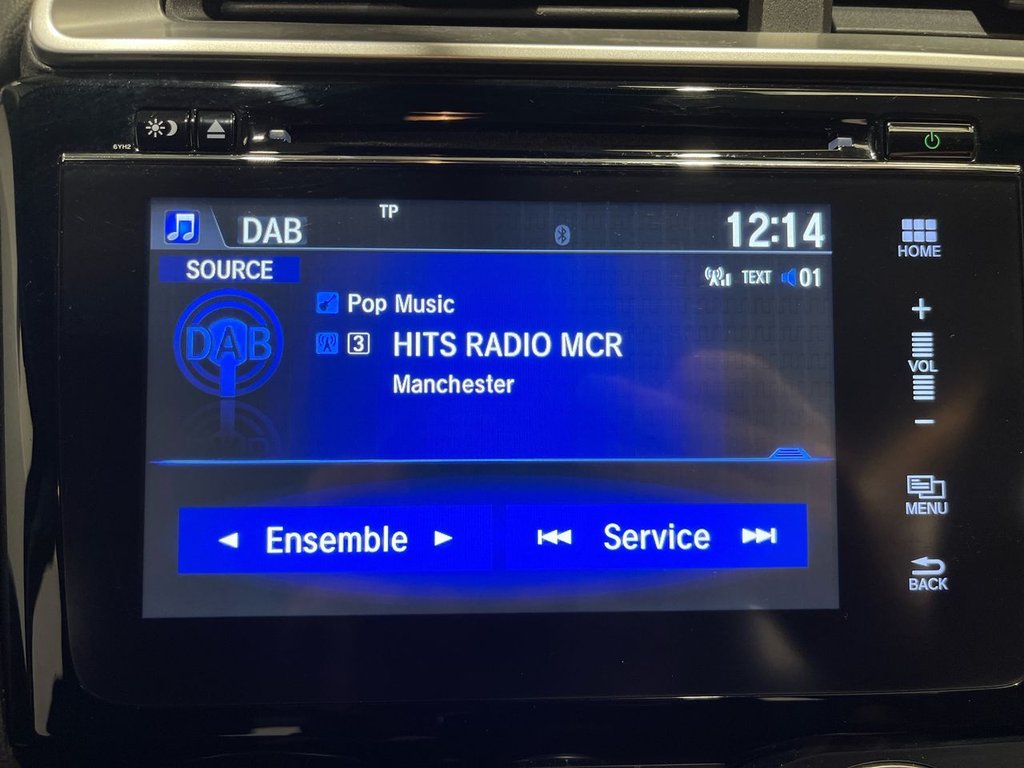 6YH2
TP
DAB
12:14
HOME
SOURCE
TEXT 01
Pop Music
DAB
3 HITS RADIO MCR
Manchester
+
VOL
-
MENU
Ensemble
Service
BACK